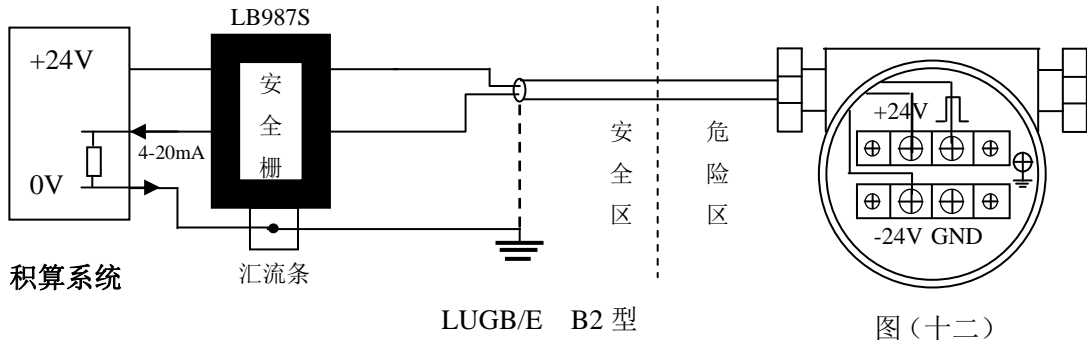 LB987S
+24V
安全栅
4-20mA
0V
积算系统
汇流条
安全区
危险区
+24V
-24V GND
LUGB/E B2 型
图（十二）